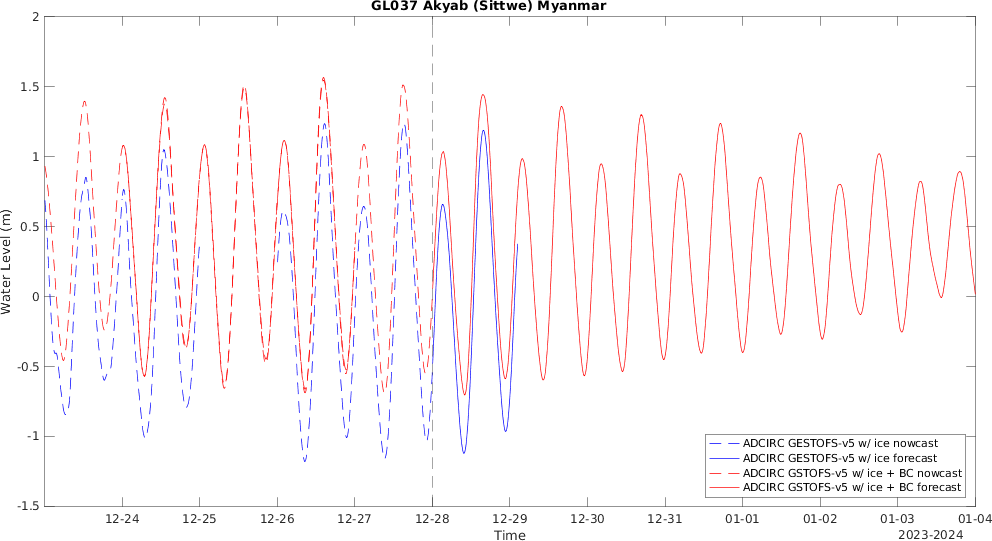 GL037 Akyab (Sittwe) Myanmar
2
1.5
1
0.5
0
-0.5
-1
-1.5
Water Level (m)
ADCIRC GESTOFS-v5 w/ ice nowcast
ADCIRC GESTOFS-v5 w/ ice forecast
ADCIRC GSTOFS-v5 w/ ice + BC nowcast
ADCIRC GSTOFS-v5 w/ ice + BC forecast
12-24 12-25 12-26 12-27 12-28 12-29 12-30 12-31 01-01 01-02 01-03 01-04
Time
2023-2024